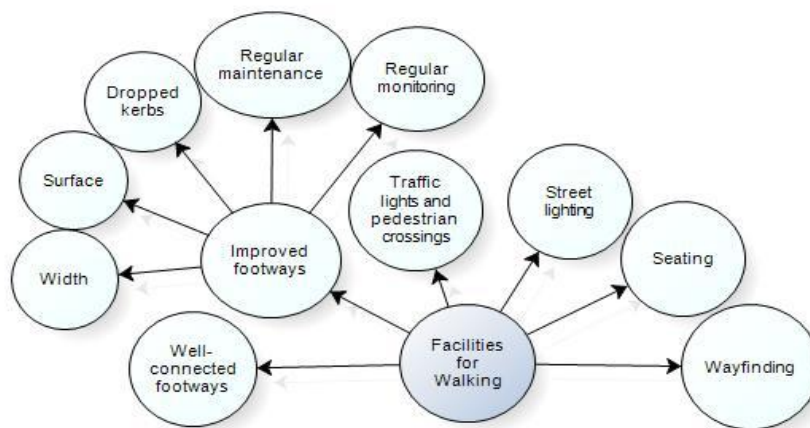 Regular
maintenance
Regular
monitoring
Dropped
kerbs
Surface
Traffic
lights and
pedestrian
crossings
Street
lighting
Width
Improved
footways
Seating
Well-
connected
footways
Facilities
for
Walking
Wayfinding